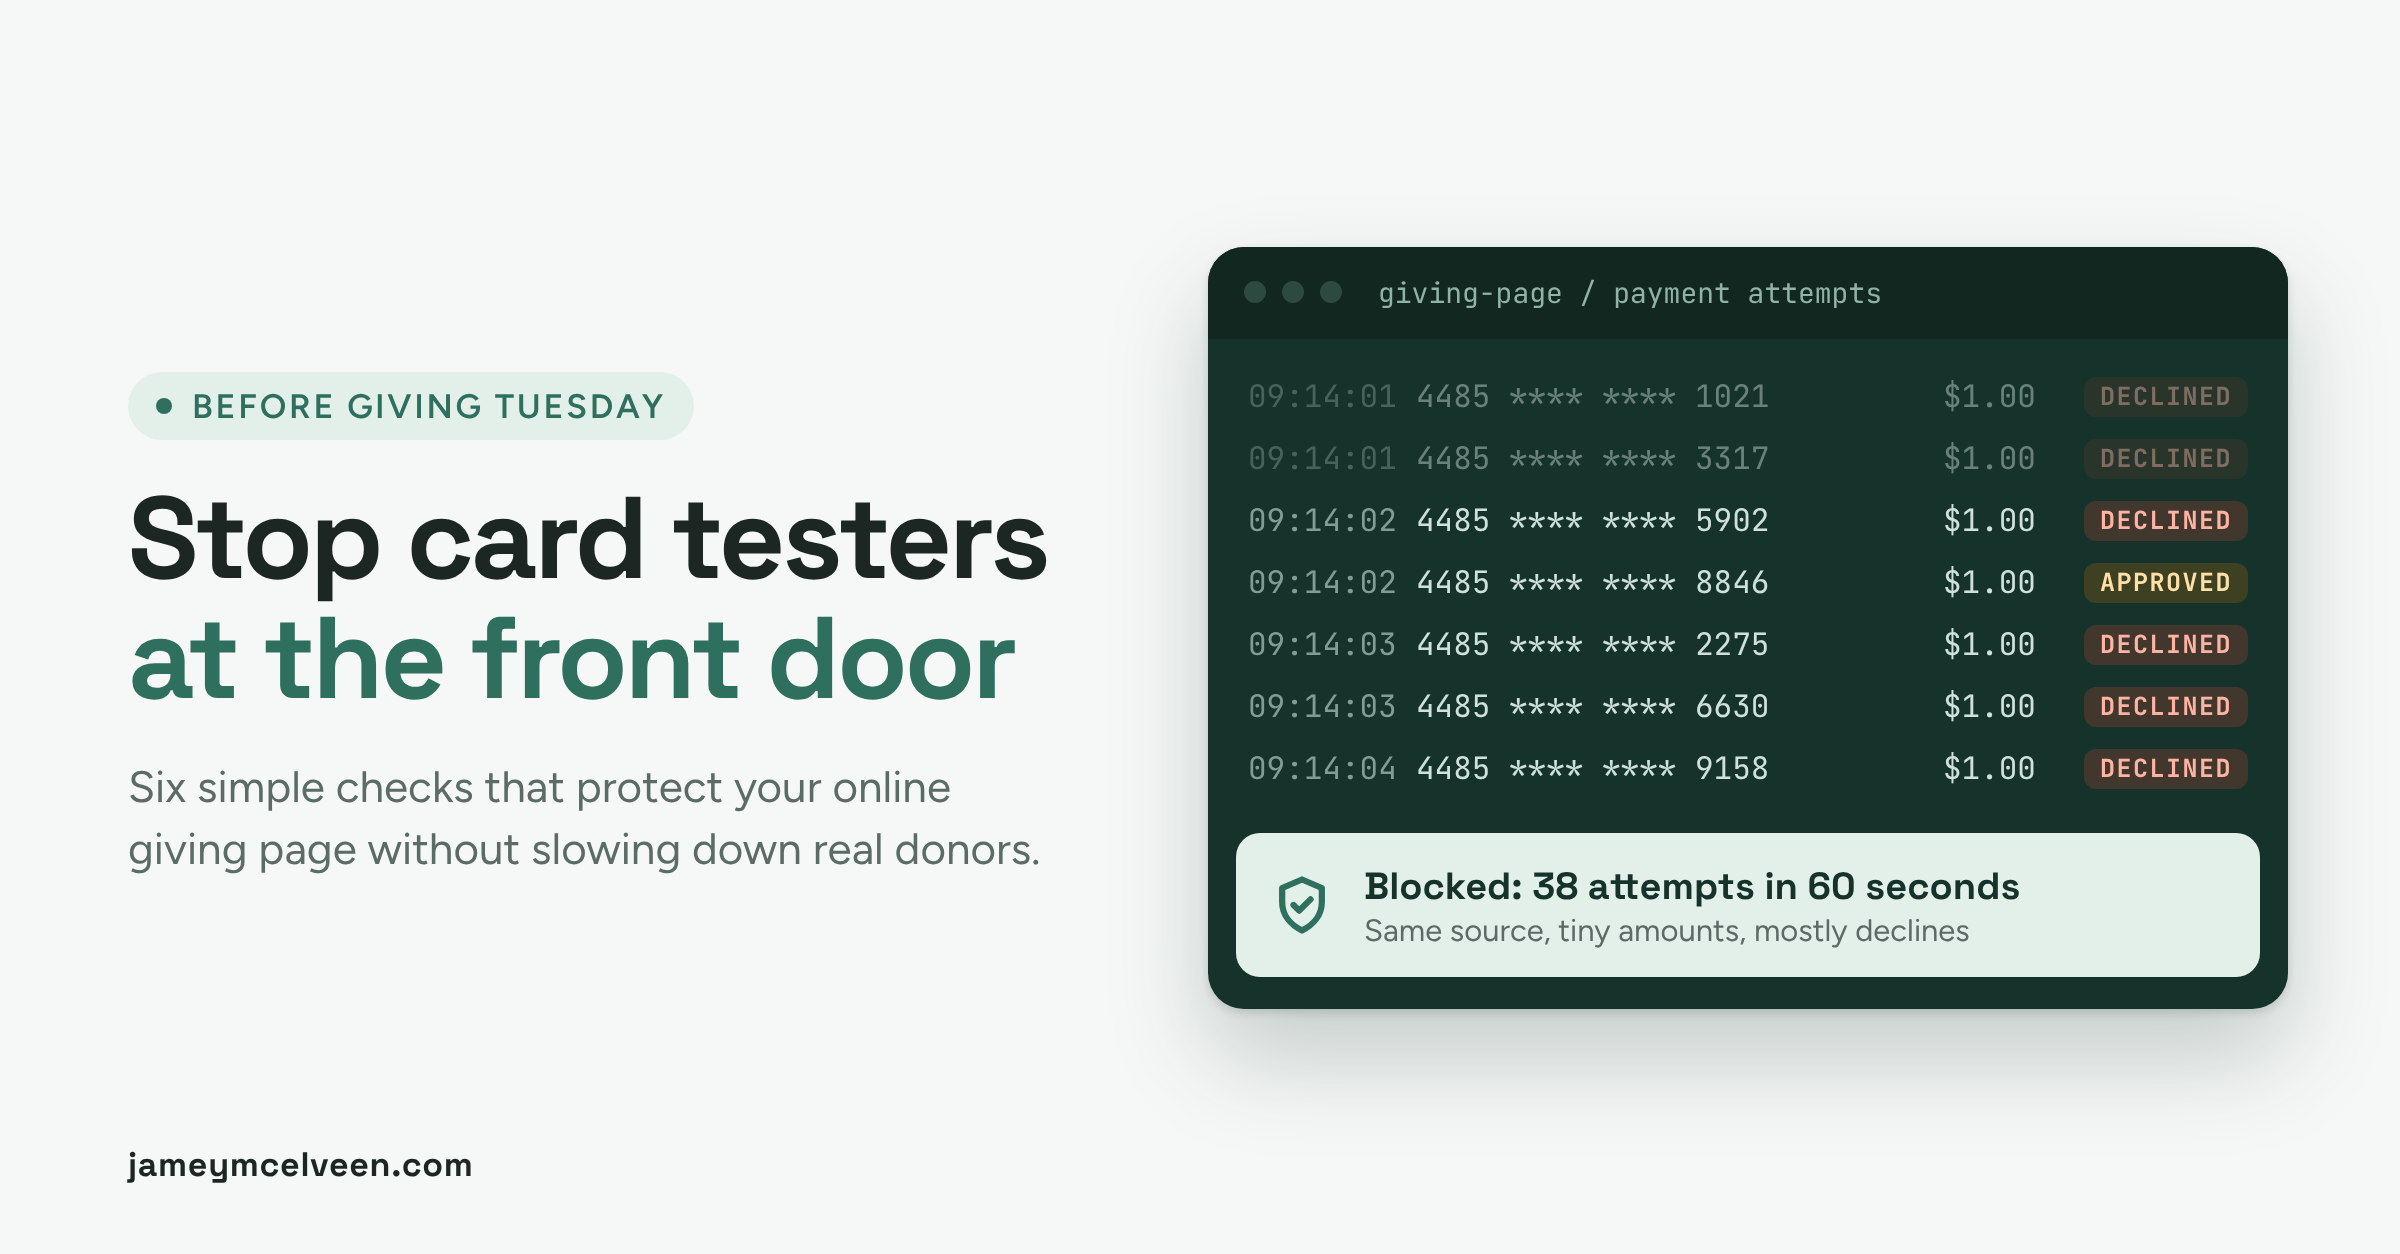 BEFORE GIVING TUESDAY
Stop card testers
at the front door
Six simple checks that protect your online
giving page without slowing down real donors.
jameymcelveen.com
giving-page / payment attempts
09:14:01 4485 **** **** 1021 $1.00 DECLINED
09:14:01 4485 **** **** 3317 $1.00 DECLINED
09:14:02 4485 **** **** 5902 $1.00 DECLINED
09:14:02 4485 **** **** 8846 $1.00 APPROVED
09:14:03 4485 **** **** 2275 $1.00 DECLINED
09:14:03 4485 **** **** 6630 $1.00 DECLINED
09:14:04 4485 **** **** 9158 $1.00 DECLINED
Blocked: 38 attempts in 60 seconds
Same source, tiny amounts, mostly declines